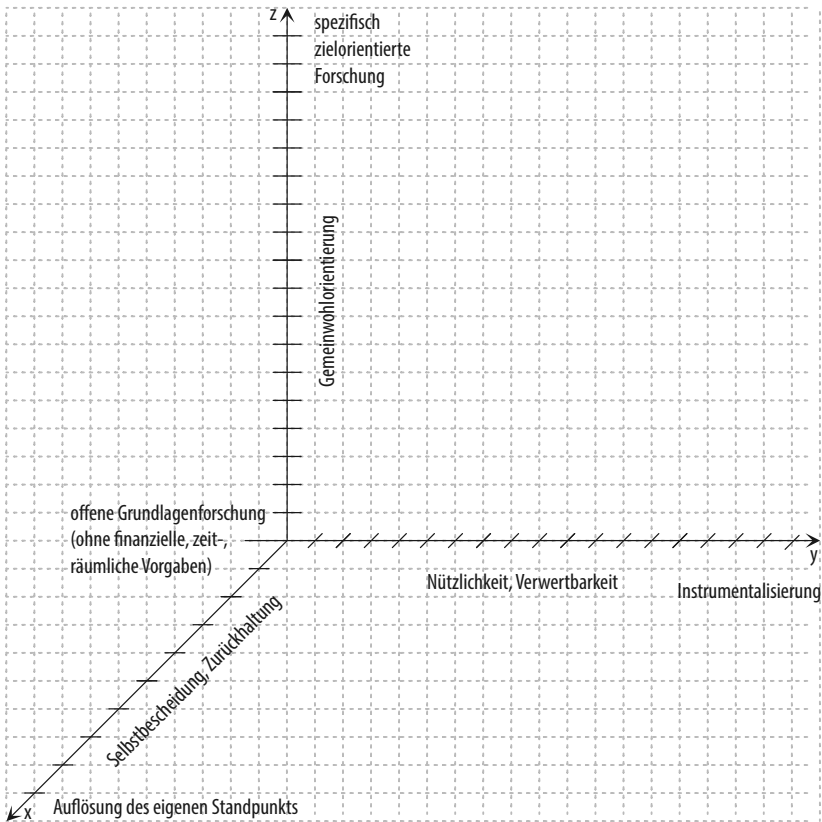 z
spezifisch
zielorientierte
Forschung
Gemeinwohlorientierung
offene Grundlagenforschung
(ohne finanzielle, zeit-,
räumliche Vorgaben)
y
Nützlichkeit, Verwertbarkeit
Instrumentalisierung
Selbstbescheidung, Zurückhaltung
x
Auflösung des eigenen Standpunkts